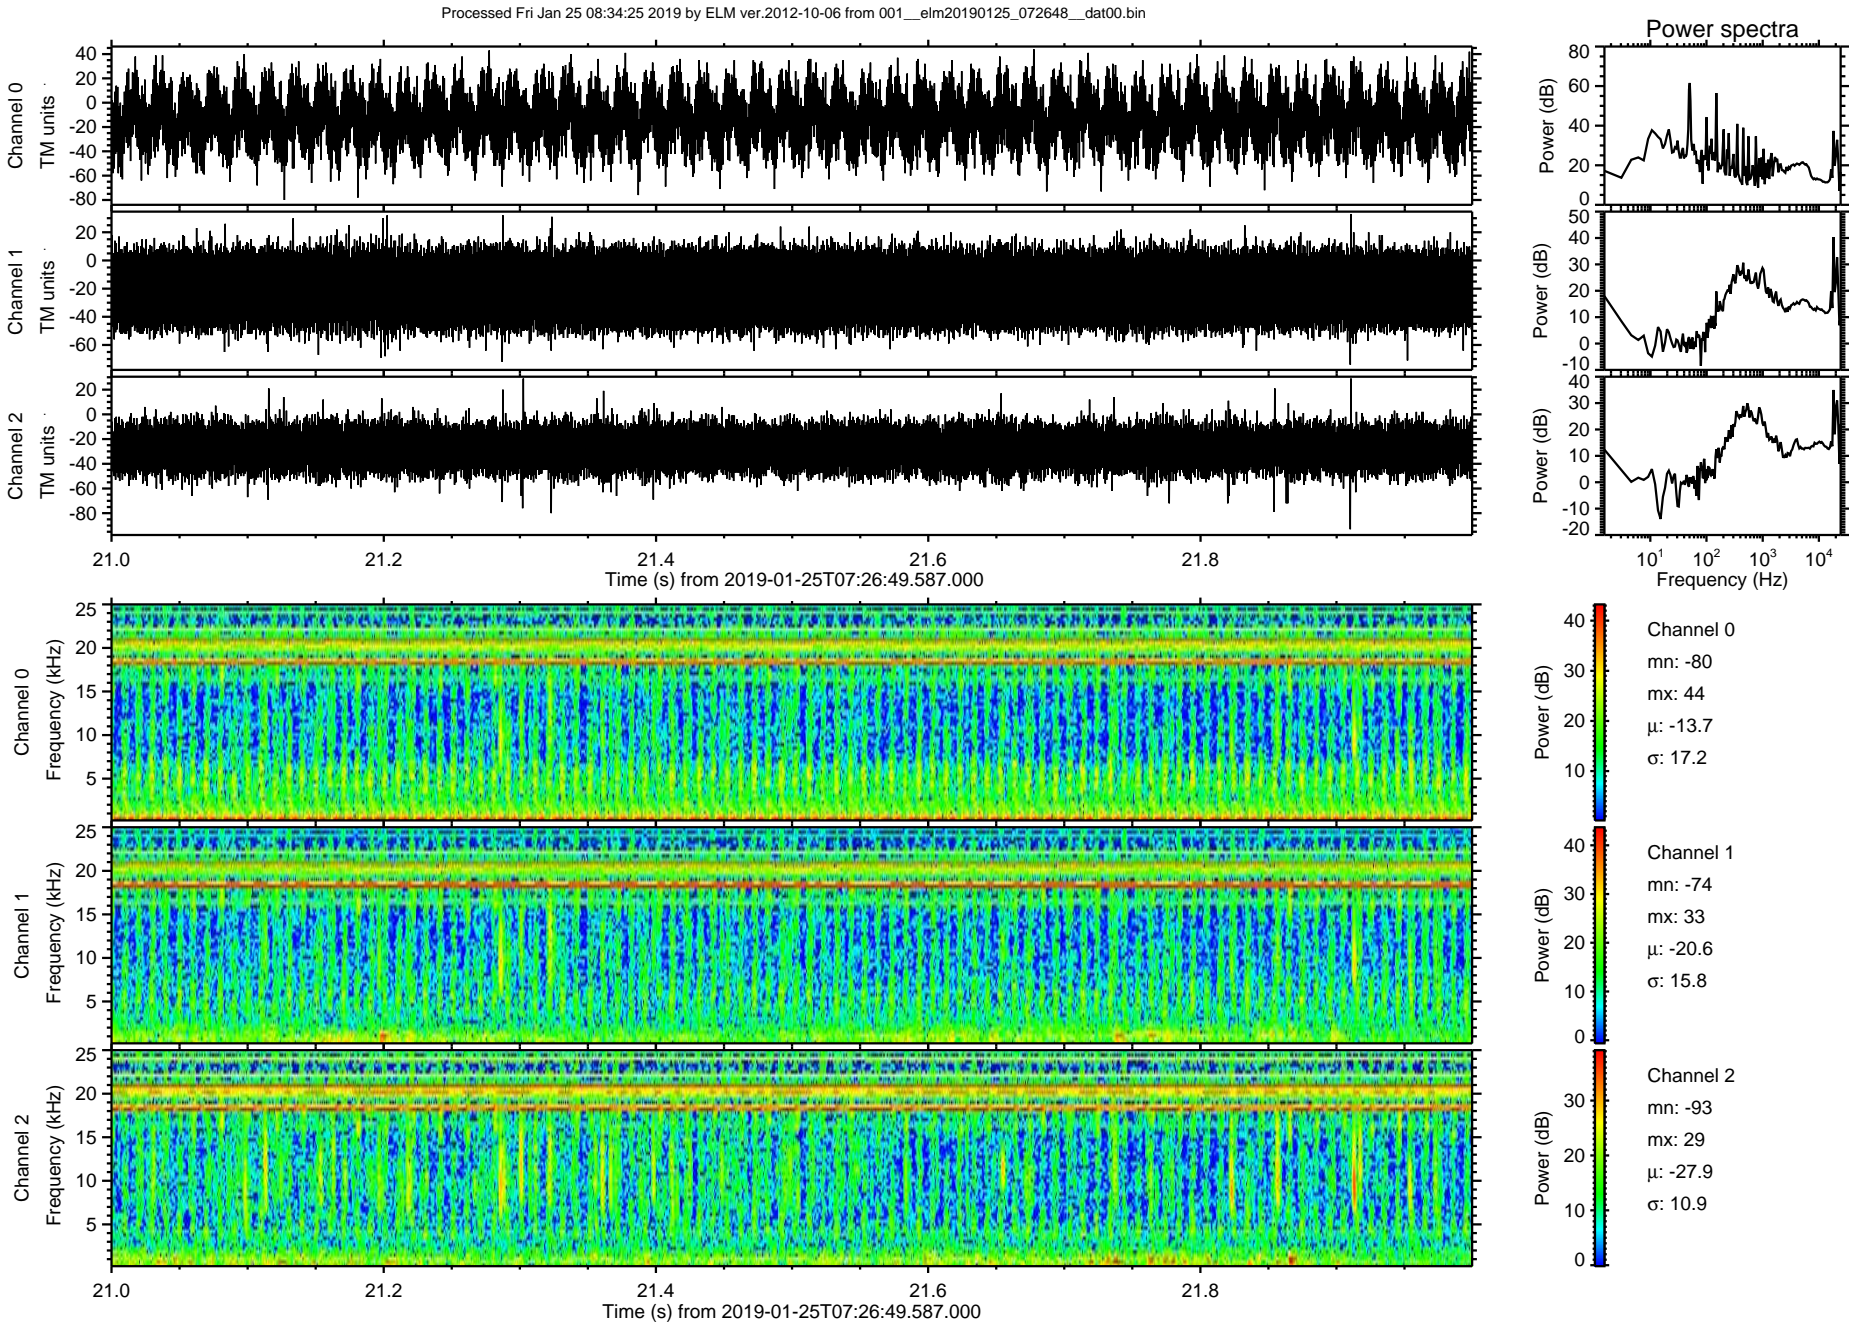 Processed Fri Jan 25 08:34:25 2019 by ELM ver.2012-10-06 from 001__elm20190125_072648__dat00.bin
Power spectra
Channel 0
TM units
40
20
0
-20
-40
-60
-80
Power (dB)
80
60
40
20
0
Channel 1
TM units
20
0
-20
-40
-60
Power (dB)
50
40
30
20
10
0
-10
Channel 2
TM units
20
0
-20
-40
-60
-80
Power (dB)
40
30
20
10
0
-10
-20
21.0 21.2 21.4 21.6 21.8
Time (s) from 2019-01-25T07:26:49.587.000
10^1 10^2 10^3 10^4
Frequency (Hz)
Channel 0
Frequency (kHz)
25
20
15
10
5
Power (dB)
40
30
20
10
Channel 0
mn: -80
mx: 44
μ: -13.7
σ: 17.2
Channel 1
Frequency (kHz)
25
20
15
10
5
Power (dB)
40
30
20
10
0
Channel 1
mn: -74
mx: 33
μ: -20.6
σ: 15.8
Channel 2
Frequency (kHz)
25
20
15
10
5
Power (dB)
30
20
10
0
Channel 2
mn: -93
mx: 29
μ: -27.9
σ: 10.9
21.0 21.2 21.4 21.6 21.8
Time (s) from 2019-01-25T07:26:49.587.000